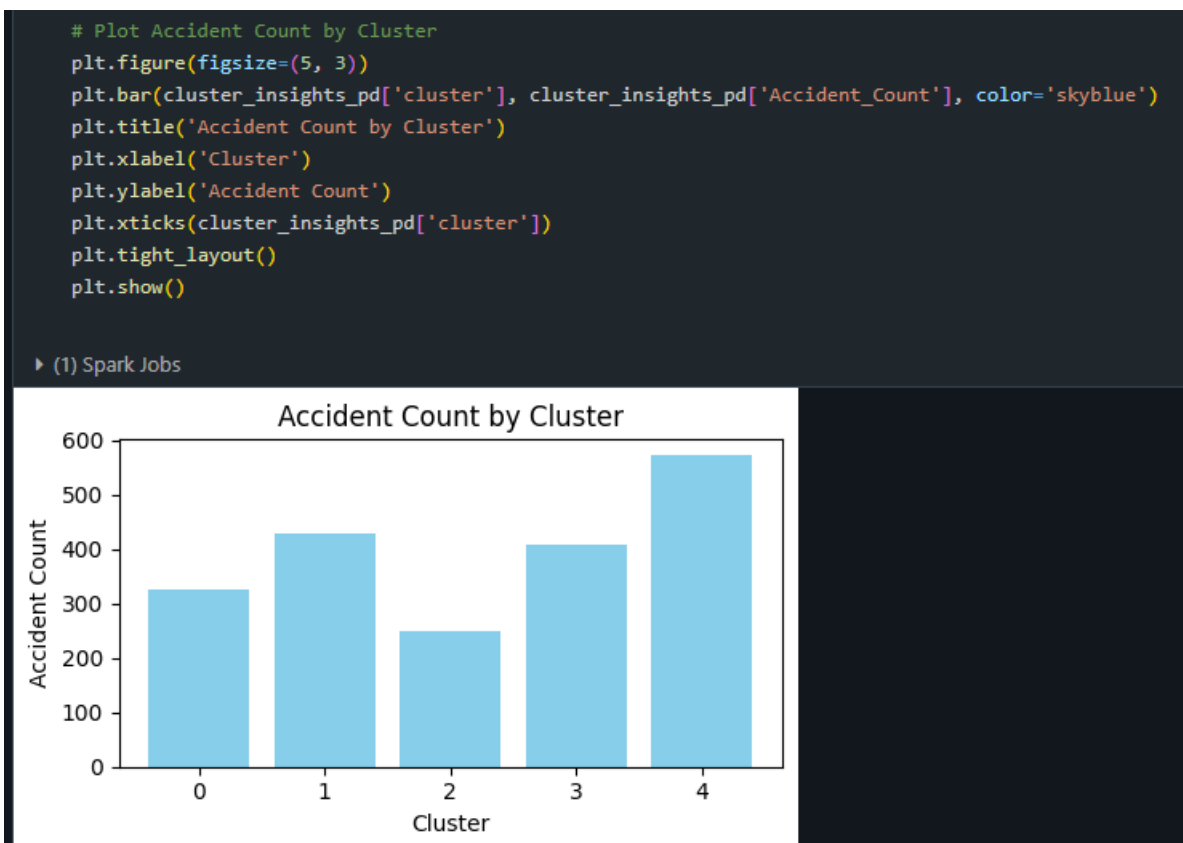 # Plot Accident Count by Cluster
plt.figure(figsize=(5, 3))
plt.bar(cluster_insights_pd['cluster'], cluster_insights_pd['Accident_Count'], color='skyblue')
plt.title('Accident Count by Cluster')
plt.xlabel('Cluster')
plt.ylabel('Accident Count')
plt.xticks(cluster_insights_pd['cluster'])
plt.tight_layout()
plt.show()
(1) Spark Jobs
Accident Count by Cluster
Accident Count
600
500
400
300
200
100
0
0 1 2 3 4
Cluster